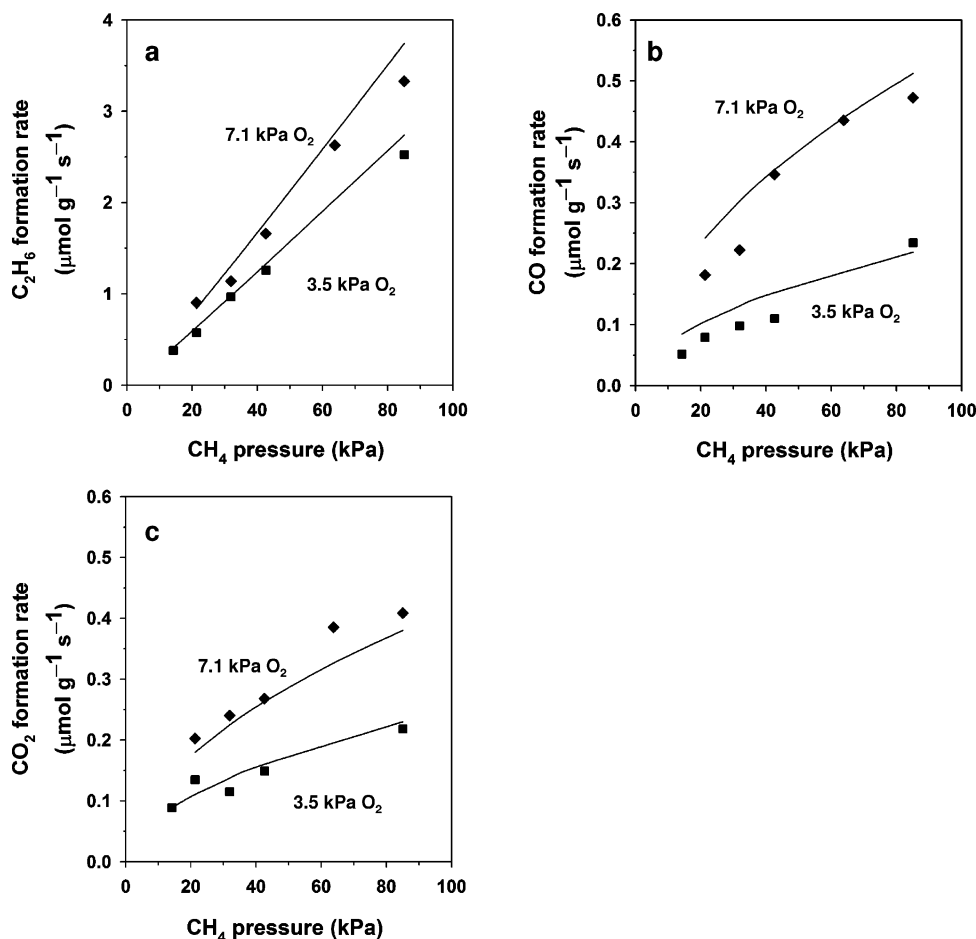 a
4
3
2
1
0
0 20 40 60 80 100
C₂H₆ formation rate
(μmol g⁻¹ s⁻¹)
7.1 kPa O₂
3.5 kPa O₂
CH₄ pressure (kPa)
b
0.6
0.5
0.4
0.3
0.2
0.1
0.0
0 20 40 60 80 100
CO formation rate
(μmol g⁻¹ s⁻¹)
7.1 kPa O₂
3.5 kPa O₂
CH₄ pressure (kPa)
c
0.6
0.5
0.4
0.3
0.2
0.1
0.0
0 20 40 60 80 100
CO₂ formation rate
(μmol g⁻¹ s⁻¹)
7.1 kPa O₂
3.5 kPa O₂
CH₄ pressure (kPa)